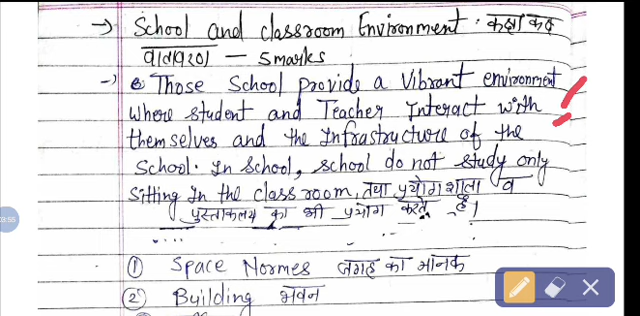 → School and classroom Environment. कक्षा कक्ष
वातावरण — 5 marks
→ Those School provide a Vibrant environment
Where student and Teacher Interact with
themselves and the Infrastructure of the
School. In School, School do not study only
Sitting In the class room, तथा प्रयोगशाला व
पुस्तकालय का भी प्रयोग करते है।
① Space Normes जगह का मानक
② Building भवन